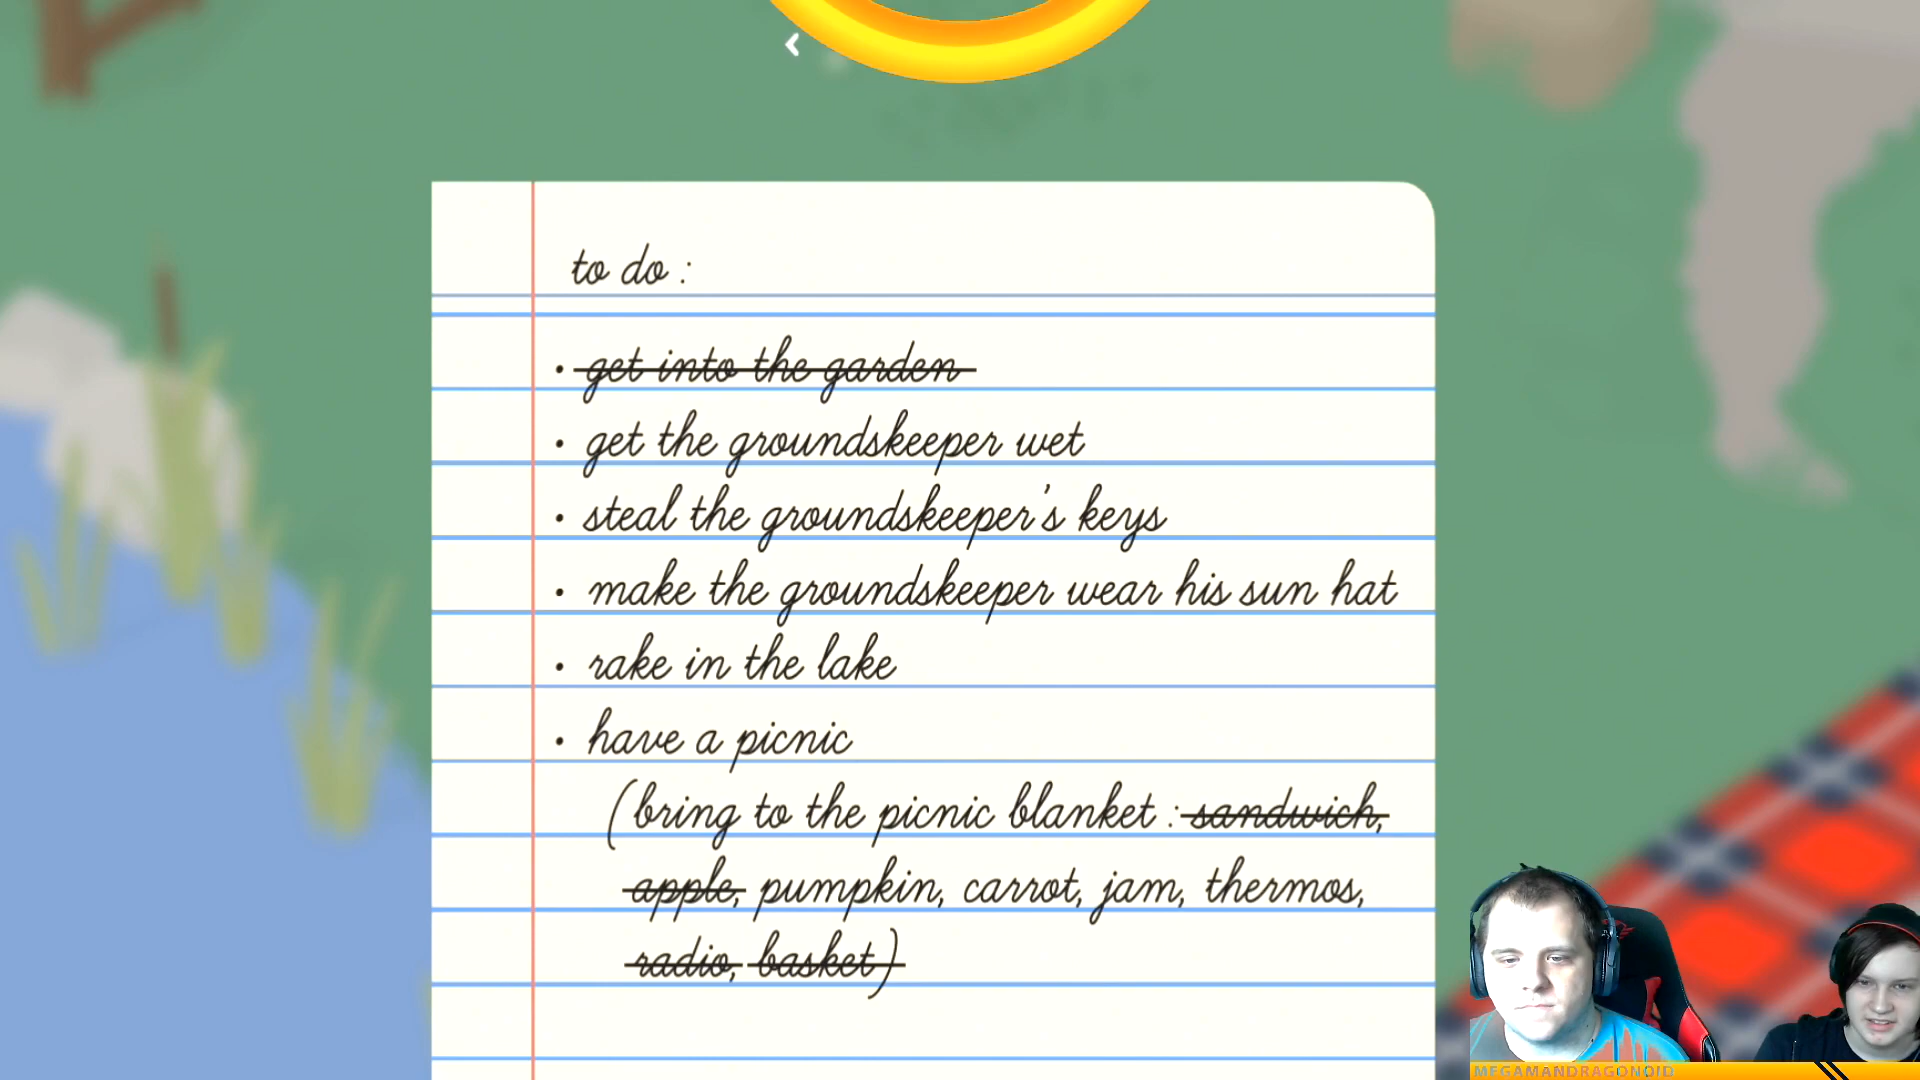 to do :
• get into the garden
• get the groundskeeper wet
• steal the groundskeeper's keys
• make the groundskeeper wear his sun hat
• rake in the lake
• have a picnic
(bring to the picnic blanket : sandwich,
apple, pumpkin, carrot, jam, thermos,
radio, basket)
MEGAMANDRAGONOID